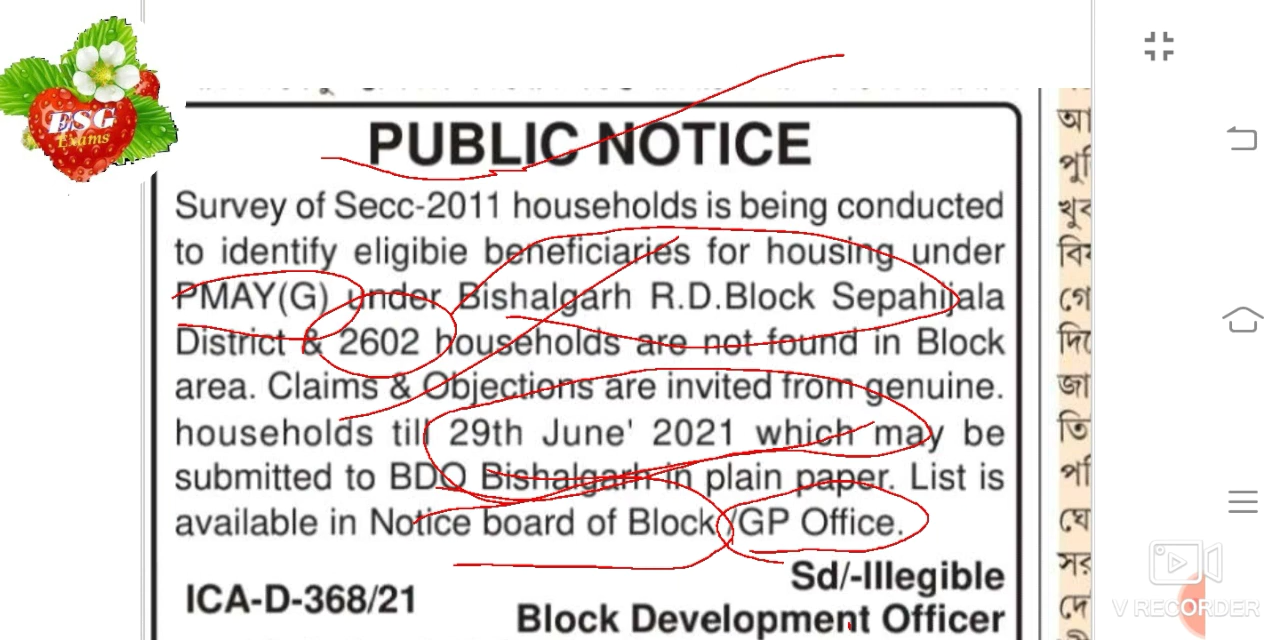 ESG
Exams
PUBLIC NOTICE
Survey of Secc-2011 households is being conducted
to identify eligibie beneficiaries for housing under
PMAY(G) under Bishalgarh R.D.Block Sepahijala
District & 2602 households are not found in Block
area. Claims & Objections are invited from genuine.
households till 29th June' 2021 which may be
submitted to BDO Bishalgarh in plain paper. List is
available in Notice board of Block /GP Office.
Sd/-Illegible
ICA-D-368/21
Block Development Officer
V RECORDER